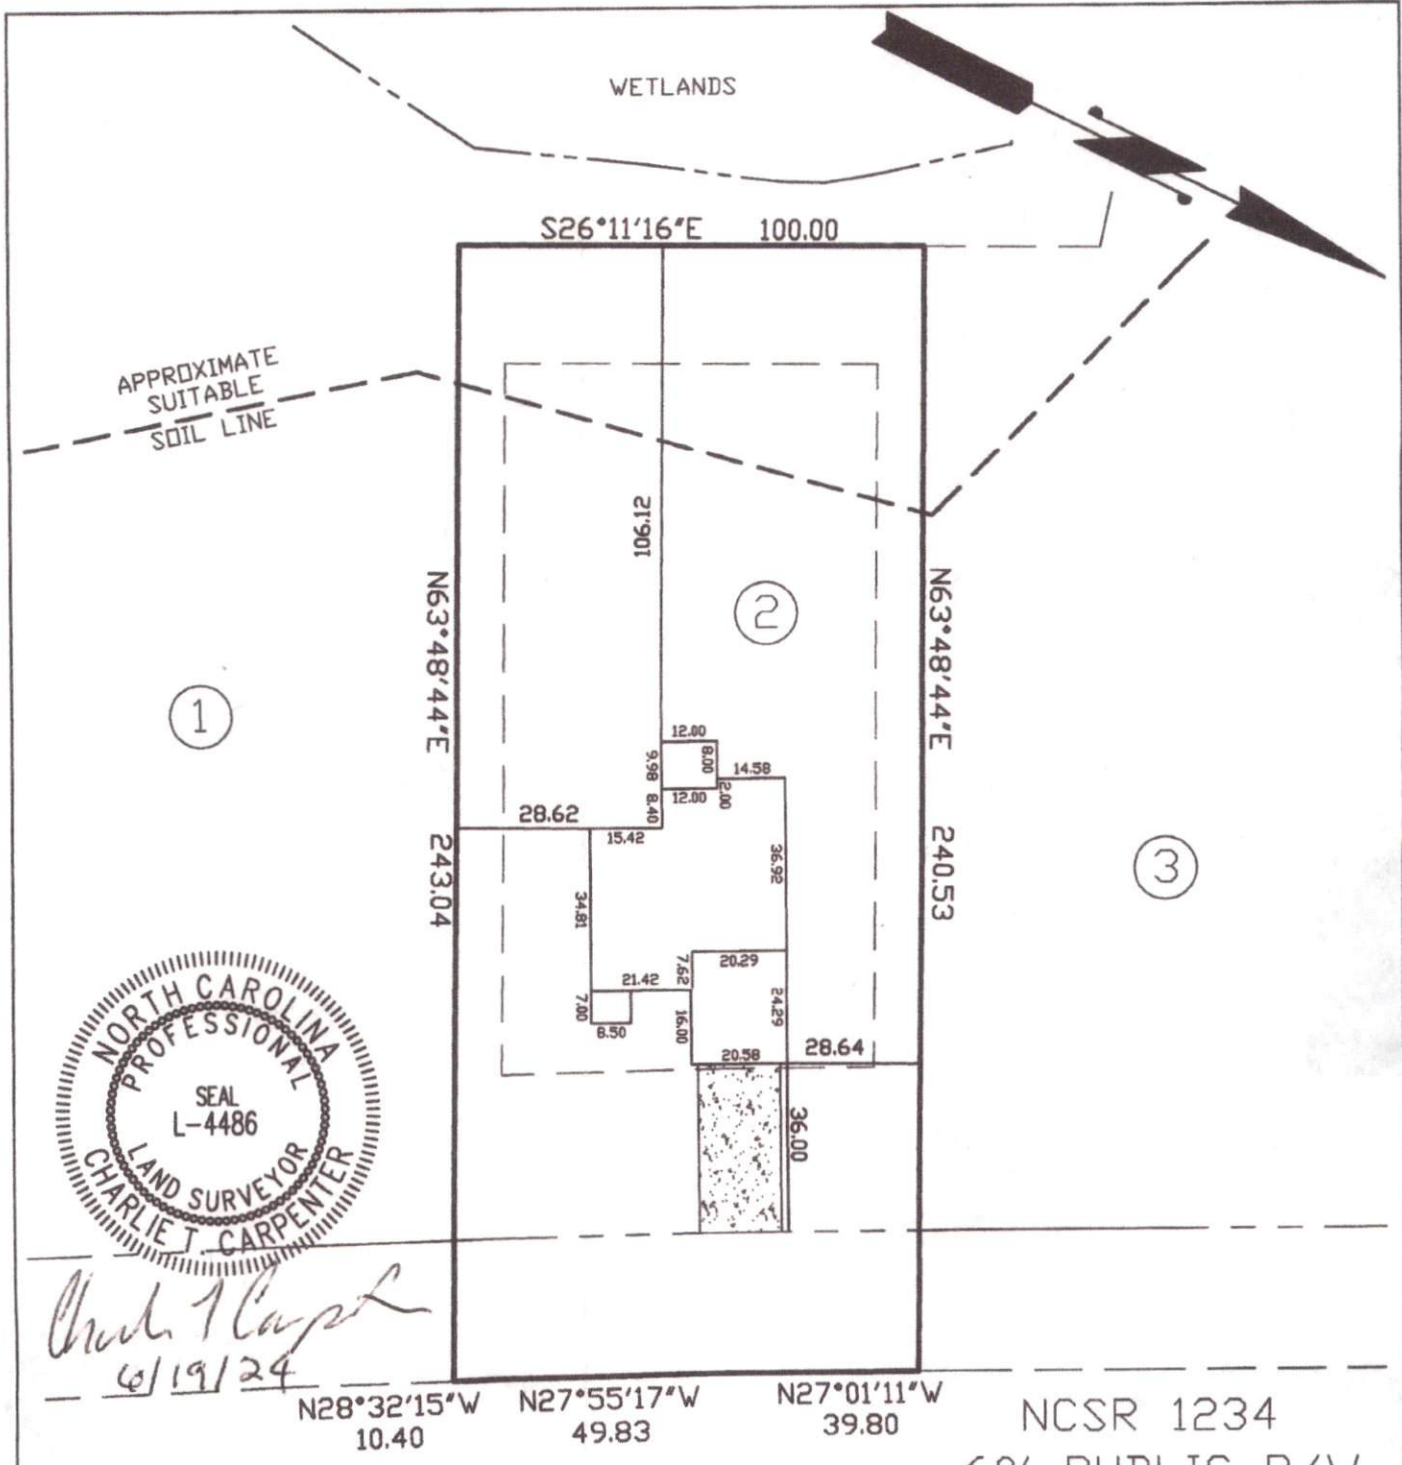 WETLANDS
S26°11'16"E 100.00
APPROXIMATE
SUITABLE
SOIL LINE
106.12
N63°48'44"E
243.04
N63°48'44"E
240.53
1
2
3
12.00
9.98
8.00
14.58
12.00
2.00
8.40
28.62
15.42
36.92
34.81
7.62
20.29
21.42
7.00
8.50
16.00
24.29
20.58
28.64
36.00
NORTH CAROLINA
PROFESSIONAL
SEAL
L-4486
LAND SURVEYOR
CHARLIE T. CARPENTER
6/19/24
N28°32'15"W
10.40
N27°55'17"W
49.83
N27°01'11"W
39.80
NCSR 1234
PUBLIC R/W